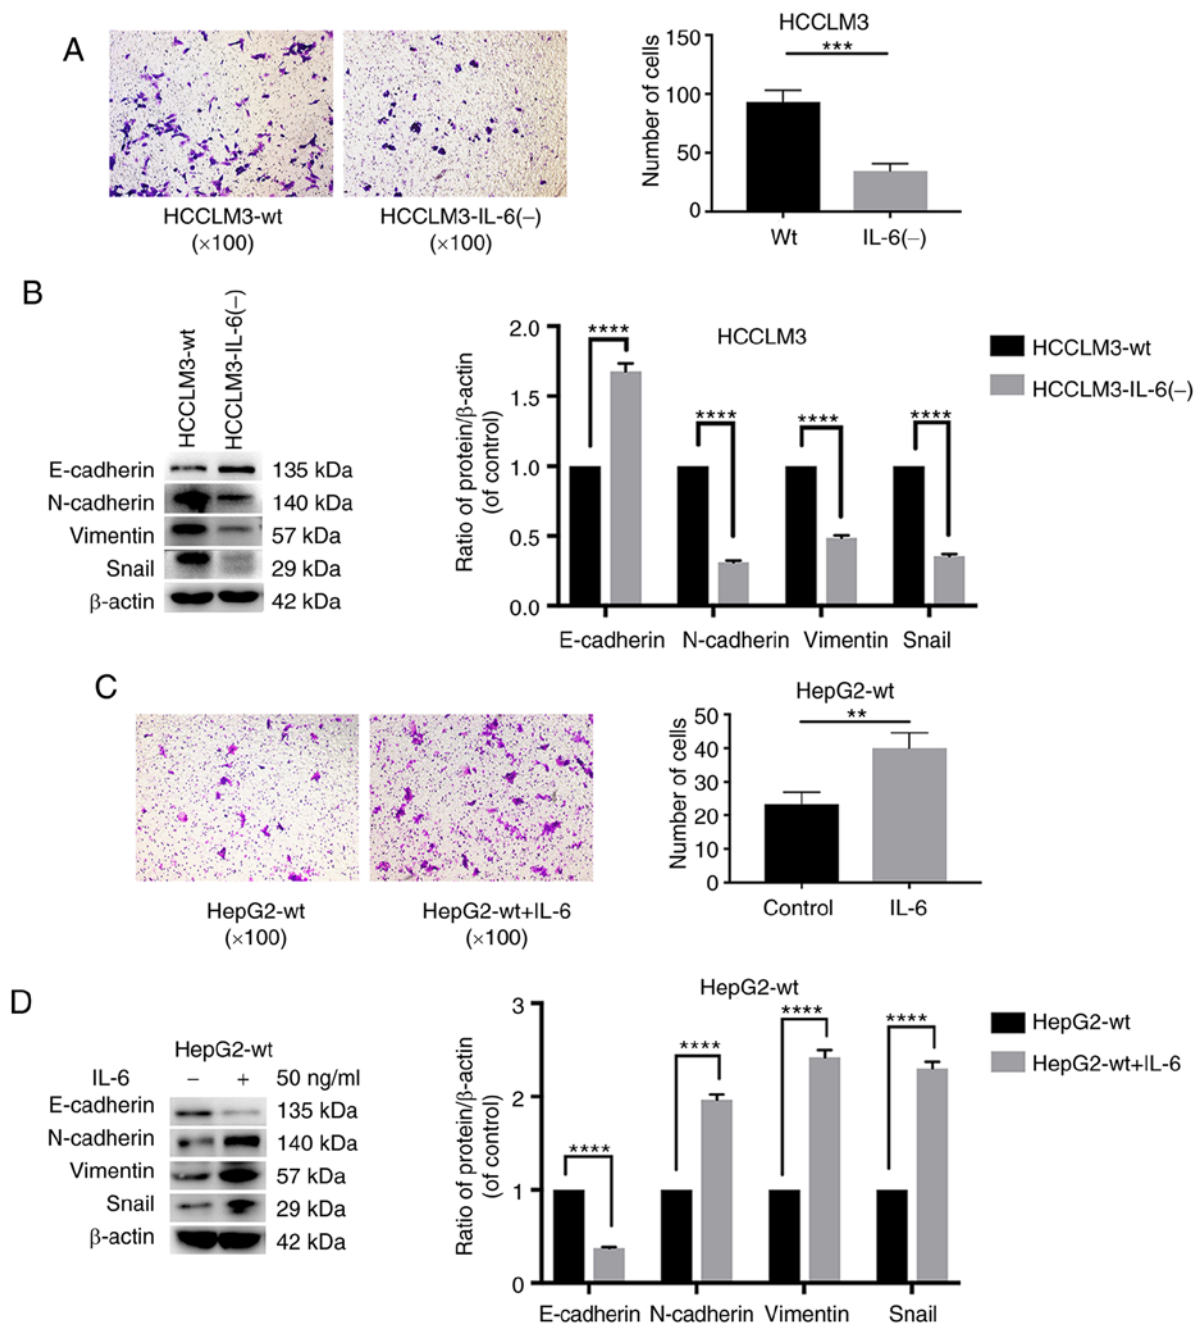 A
HCCLM3-wt
(×100)
HCCLM3-IL-6(–)
(×100)
HCCLM3
***
Number of cells
150
100
50
0
Wt
IL-6(–)
B
HCCLM3-wt
HCCLM3-IL-6(–)
E-cadherin 135 kDa
N-cadherin 140 kDa
Vimentin 57 kDa
Snail 29 kDa
β-actin 42 kDa
HCCLM3
Ratio of protein/β-actin
(of control)
2.0
1.5
1.0
0.5
0.0
**** **** **** ****
E-cadherin N-cadherin Vimentin Snail
HCCLM3-wt
HCCLM3-IL-6(–)
C
HepG2-wt
(×100)
HepG2-wt+IL-6
(×100)
HepG2-wt
**
Number of cells
50
40
30
20
10
0
Control
IL-6
D
HepG2-wt
IL-6 – + 50 ng/ml
E-cadherin 135 kDa
N-cadherin 140 kDa
Vimentin 57 kDa
Snail 29 kDa
β-actin 42 kDa
HepG2-wt
Ratio of protein/β-actin
(of control)
3
2
1
0
**** **** **** ****
E-cadherin N-cadherin Vimentin Snail
HepG2-wt
HepG2-wt+IL-6